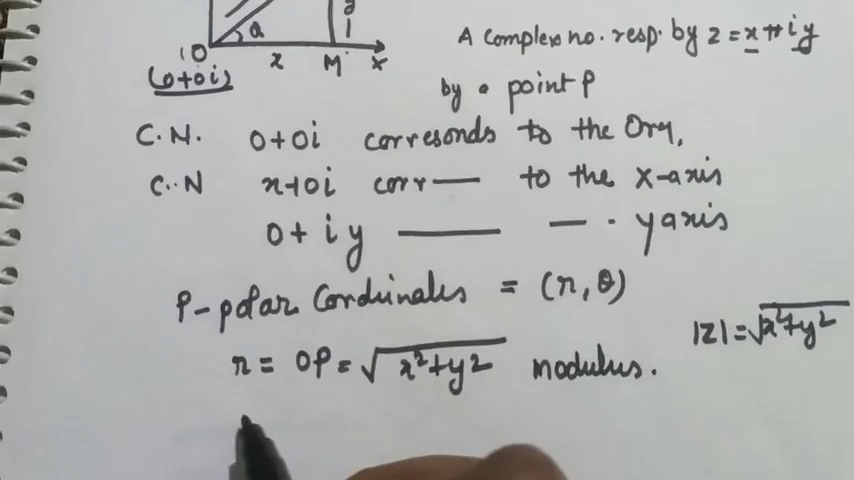 A Complex no. resp. by z = x + iy
by a point P
O
(0+0i)
x M x
C.N. 0+0i corresonds to the Org,
C.N x+0i corr— to the x-axis
0+iy —— — · y axis
P-polar Cordinates = (r, θ)
|z| = √x²+y²
r = OP = √x²+y² modulus.